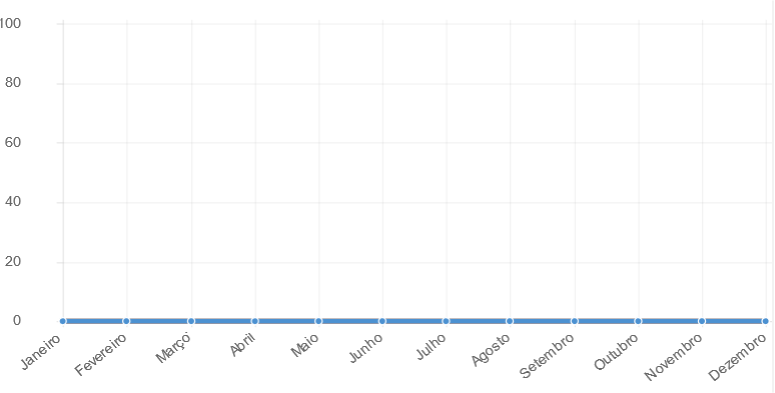 100
80
60
40
20
0
Janeiro
Fevereiro
Março
Abril
Maio
Junho
Julho
Agosto
Setembro
Outubro
Novembro
Dezembro